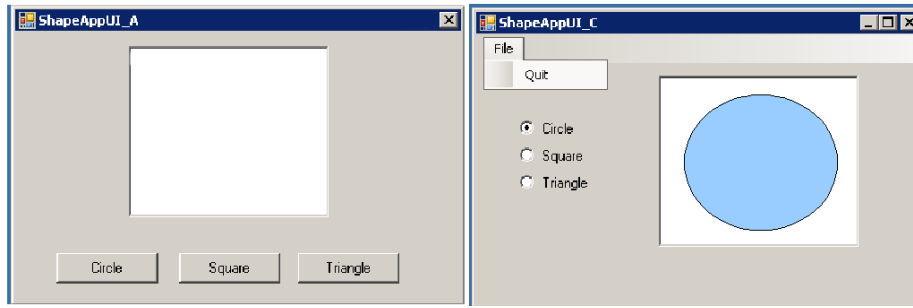 ShapeAppUI_A
Circle
Square
Triangle
ShapeAppUI_C
File
Quit
Circle
Square
Triangle